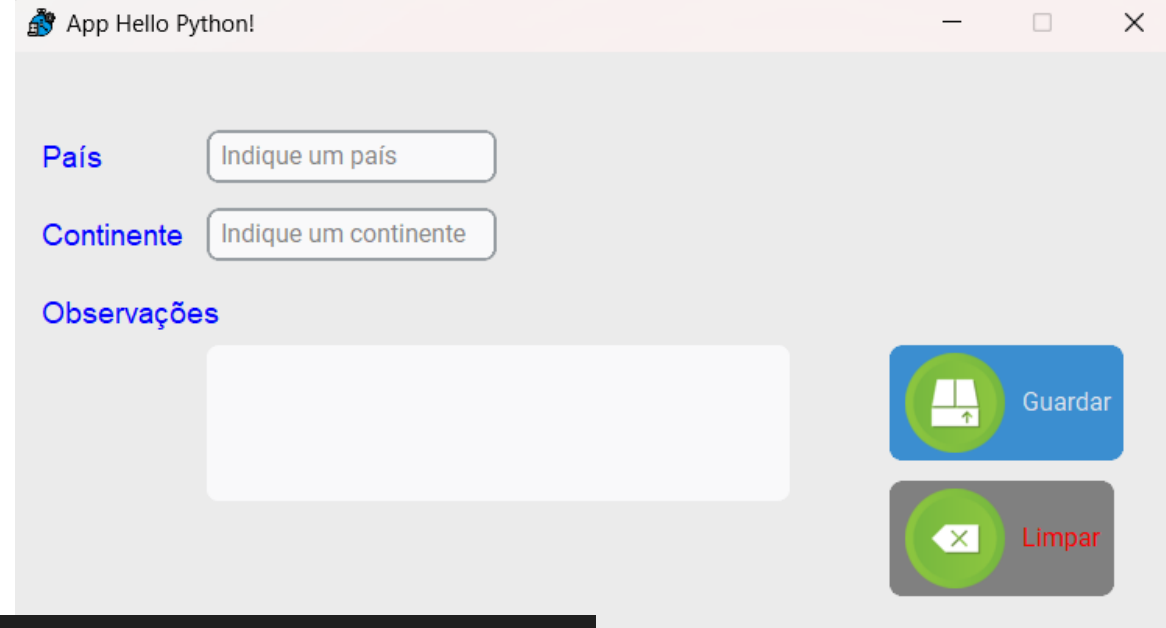 App Hello Python!
País
Indique um país
Continente
Indique um continente
Observações
Guardar
Limpar